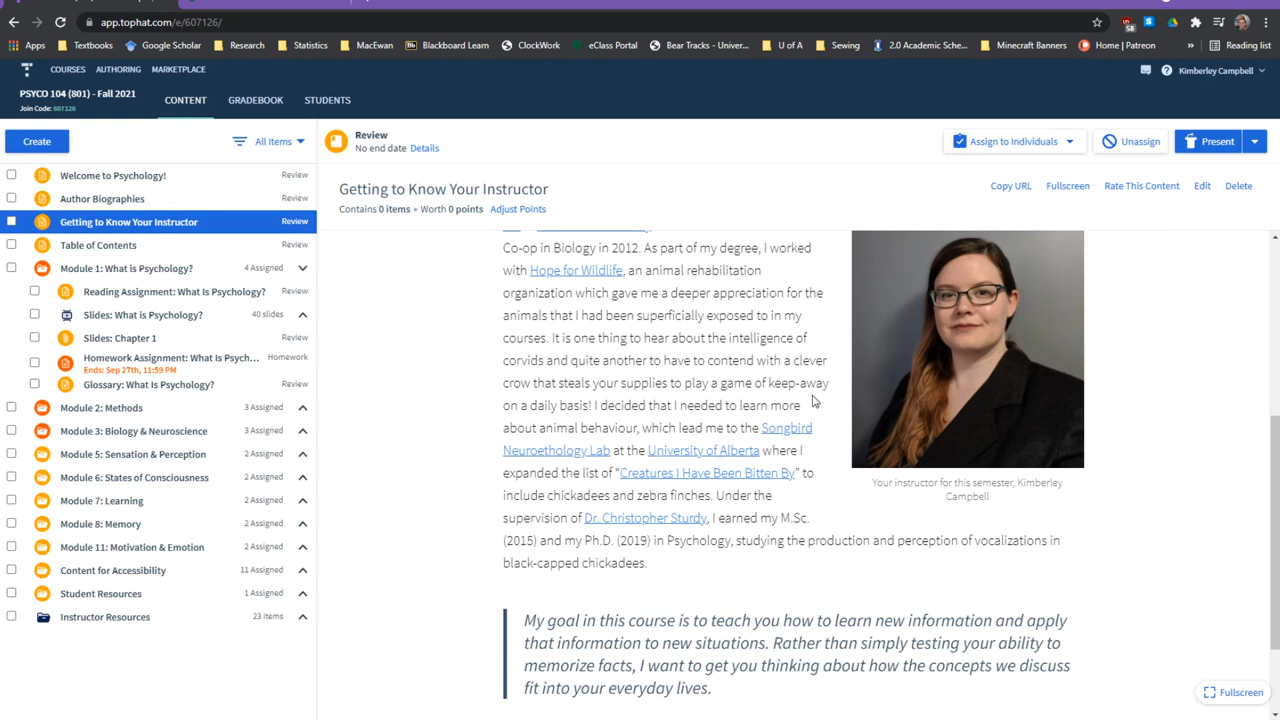 app.tophat.com/e/607126/
58
Apps Textbooks Google Scholar Research Statistics MacEwan Blackboard Learn ClockWork eClass Portal Bear Tracks - Univer... U of A Sewing 2.0 Academic Sche... Minecraft Banners Home | Patreon » Reading list
COURSES AUTHORING MARKETPLACE Kimberley Campbell
PSYCO 104 (801) - Fall 2021
Join Code: 607126
CONTENT GRADEBOOK STUDENTS
Create All Items
Review
No end date Details
Assign to Individuals Unassign Present
Welcome to Psychology! Review
Author Biographies Review
Getting to Know Your Instructor Review
Table of Contents Review
Module 1: What is Psychology? 4 Assigned
Reading Assignment: What Is Psychology? Review
Slides: What is Psychology? 40 slides
Slides: Chapter 1 Review
Homework Assignment: What Is Psych... Homework
Ends: Sep 27th, 11:59 PM
Glossary: What Is Psychology? Review
Module 2: Methods 3 Assigned
Module 3: Biology & Neuroscience 3 Assigned
Module 5: Sensation & Perception 2 Assigned
Module 6: States of Consciousness 2 Assigned
Module 7: Learning 2 Assigned
Module 8: Memory 2 Assigned
Module 11: Motivation & Emotion 2 Assigned
Content for Accessibility 11 Assigned
Student Resources 1 Assigned
Instructor Resources 23 items
Getting to Know Your Instructor
Contains 0 items • Worth 0 points Adjust Points
Copy URL Fullscreen Rate This Content Edit Delete
Co-op in Biology in 2012. As part of my degree, I worked
with Hope for Wildlife, an animal rehabilitation
organization which gave me a deeper appreciation for the
animals that I had been superficially exposed to in my
courses. It is one thing to hear about the intelligence of
corvids and quite another to have to contend with a clever
crow that steals your supplies to play a game of keep-away
on a daily basis! I decided that I needed to learn more
about animal behaviour, which lead me to the Songbird
Neuroethology Lab at the University of Alberta where I
expanded the list of “Creatures I Have Been Bitten By” to
include chickadees and zebra finches. Under the
supervision of Dr. Christopher Sturdy, I earned my M.Sc.
(2015) and my Ph.D. (2019) in Psychology, studying the production and perception of vocalizations in
black-capped chickadees.
Your instructor for this semester, Kimberley
Campbell
My goal in this course is to teach you how to learn new information and apply
that information to new situations. Rather than simply testing your ability to
memorize facts, I want to get you thinking about how the concepts we discuss
fit into your everyday lives.
Fullscreen